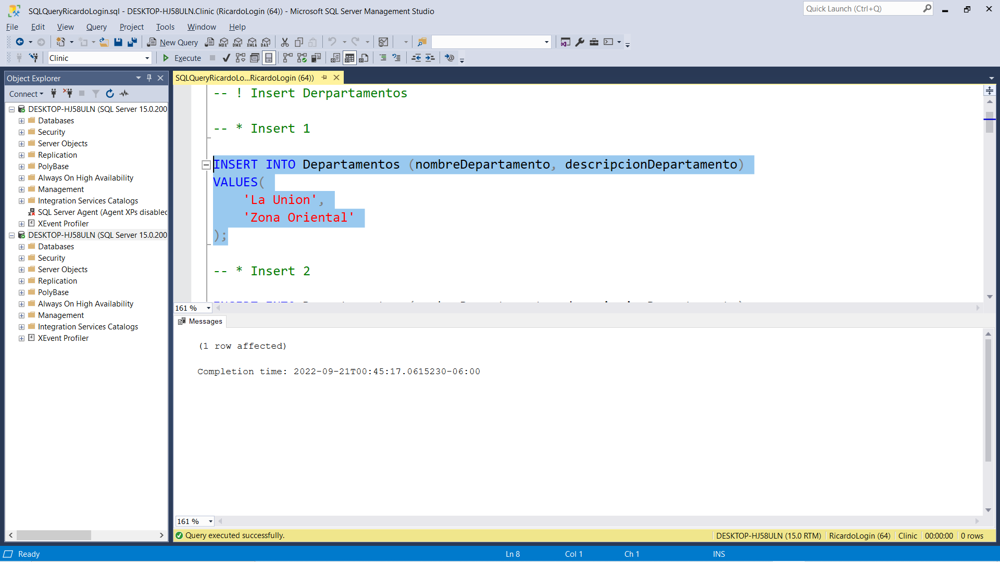 SQLQueryRicardoLogin.sql - DESKTOP-HJ58ULN.Clinic (RicardoLogin (64)) - Microsoft SQL Server Management Studio
Quick Launch (Ctrl+Q)
File Edit View Query Project Tools Window Help
New Query MDX DMX XMLA DAX
Clinic Execute
Object Explorer
SQLQueryRicardoLo...RicardoLogin (64))
Connect
DESKTOP-HJ58ULN (SQL Server 15.0.200
Databases
Security
Server Objects
Replication
PolyBase
Always On High Availability
Management
Integration Services Catalogs
SQL Server Agent (Agent XPs disabled
XEvent Profiler
DESKTOP-HJ58ULN (SQL Server 15.0.200
Databases
Security
Server Objects
Replication
PolyBase
Always On High Availability
Management
Integration Services Catalogs
XEvent Profiler
-- ! Insert Derpartamentos
-- * Insert 1
INSERT INTO Departamentos (nombreDepartamento, descripcionDepartamento)
VALUES(
'La Union',
'Zona Oriental'
);
-- * Insert 2
161 %
Messages
(1 row affected)
Completion time: 2022-09-21T00:45:17.0615230-06:00
161 %
Query executed successfully.
DESKTOP-HJ58ULN (15.0 RTM) RicardoLogin (64) Clinic 00:00:00 0 rows
Ready Ln 8 Col 1 Ch 1 INS